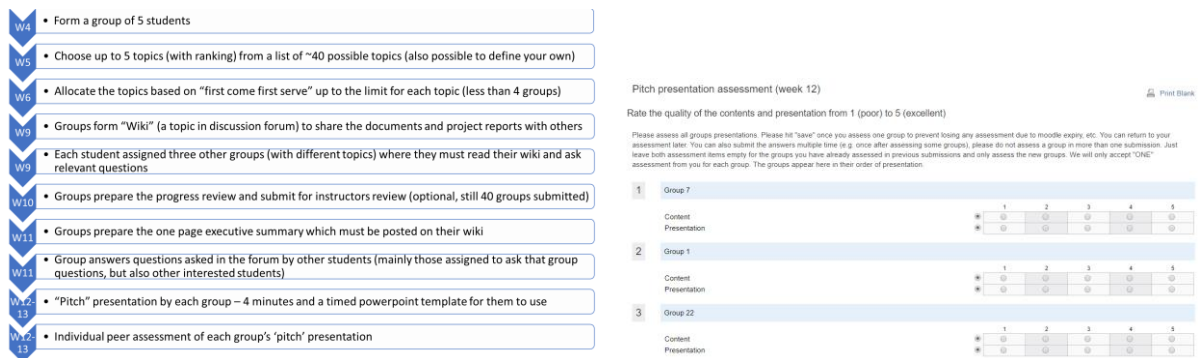 W4
• Form a group of 5 students
W5
• Choose up to 5 topics (with ranking) from a list of ~40 possible topics (also possible to define your own)
W6
• Allocate the topics based on “first come first serve” up to the limit for each topic (less than 4 groups)
W9
• Groups form “Wiki” (a topic in discussion forum) to share the documents and project reports with others
W9
• Each student assigned three other groups (with different topics) where they must read their wiki and ask
relevant questions
W10
• Groups prepare the progress review and submit for instructors review (optional, still 40 groups submitted)
W11
• Groups prepare the one page executive summary which must be posted on their wiki
W11
• Group answers questions asked in the forum by other students (mainly those assigned to ask that group
questions, but also other interested students)
W12-
13
• “Pitch” presentation by each group – 4 minutes and a timed powerpoint template for them to use
W12-
13
• Individual peer assessment of each group’s ‘pitch’ presentation
Pitch presentation assessment (week 12)
Print Blank
Rate the quality of the contents and presentation from 1 (poor) to 5 (excellent)
Please assess all groups presentations. Please hit "save" once you assess one group to prevent losing any assessment due to moodle expiry, etc. You can return to your
assessment later. You can also submit the answers multiple time (e.g. once after assessing some groups), please do not assess a group in more than one submission. Just
leave both assessment items empty for the groups you have already assessed in previous submissions and only assess the new groups. We will only accept "ONE"
assessment from you for each group. The groups appear here in their order of presentation.
1 Group 7
1 2 3 4 5
Content
Presentation
2 Group 1
1 2 3 4 5
Content
Presentation
3 Group 22
1 2 3 4 5
Content
Presentation